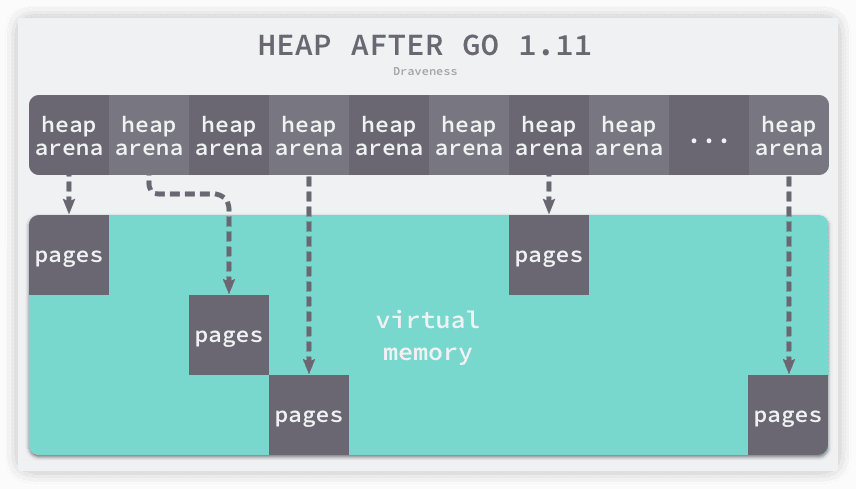 HEAP AFTER GO 1.11
Draveness
heap heap heap heap heap heap heap heap ... heap
arena arena arena arena arena arena arena arena arena
pages pages
virtual
pages
memory
pages pages